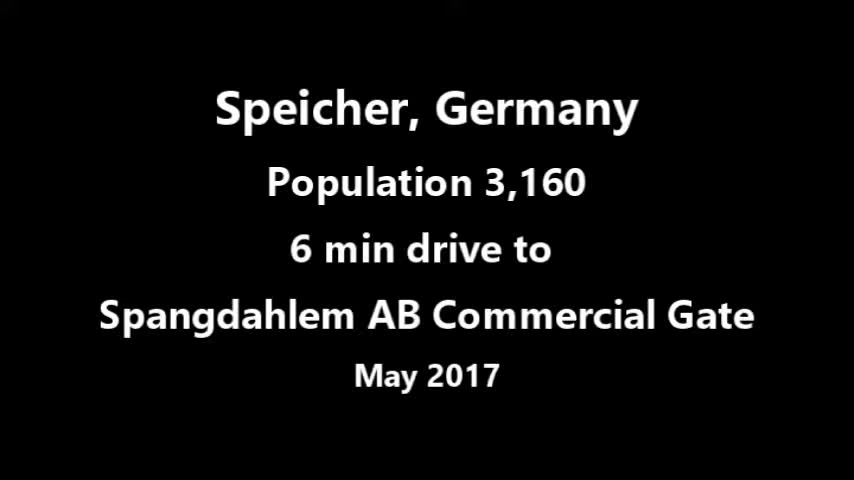 Speicher, Germany
Population 3,160
6 min drive to
Spangdahlem AB Commercial Gate
May 2017